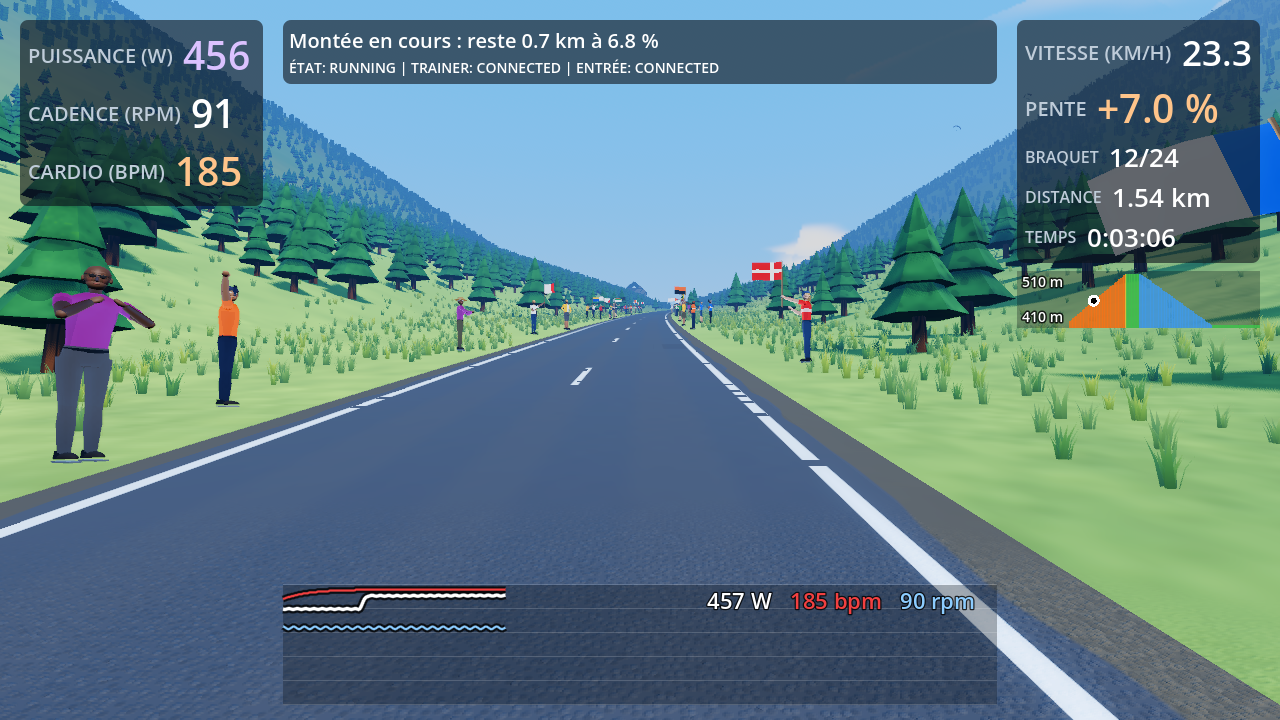 PUISSANCE (W) 456
CADENCE (RPM) 91
CARDIO (BPM) 185
Montée en cours : reste 0.7 km à 6.8 %
ÉTAT: RUNNING | TRAINER: CONNECTED | ENTRÉE: CONNECTED
VITESSE (KM/H) 23.3
PENTE +7.0 %
BRAQUET 12/24
DISTANCE 1.54 km
TEMPS 0:03:06
510 m
410 m
457 W 185 bpm 90 rpm